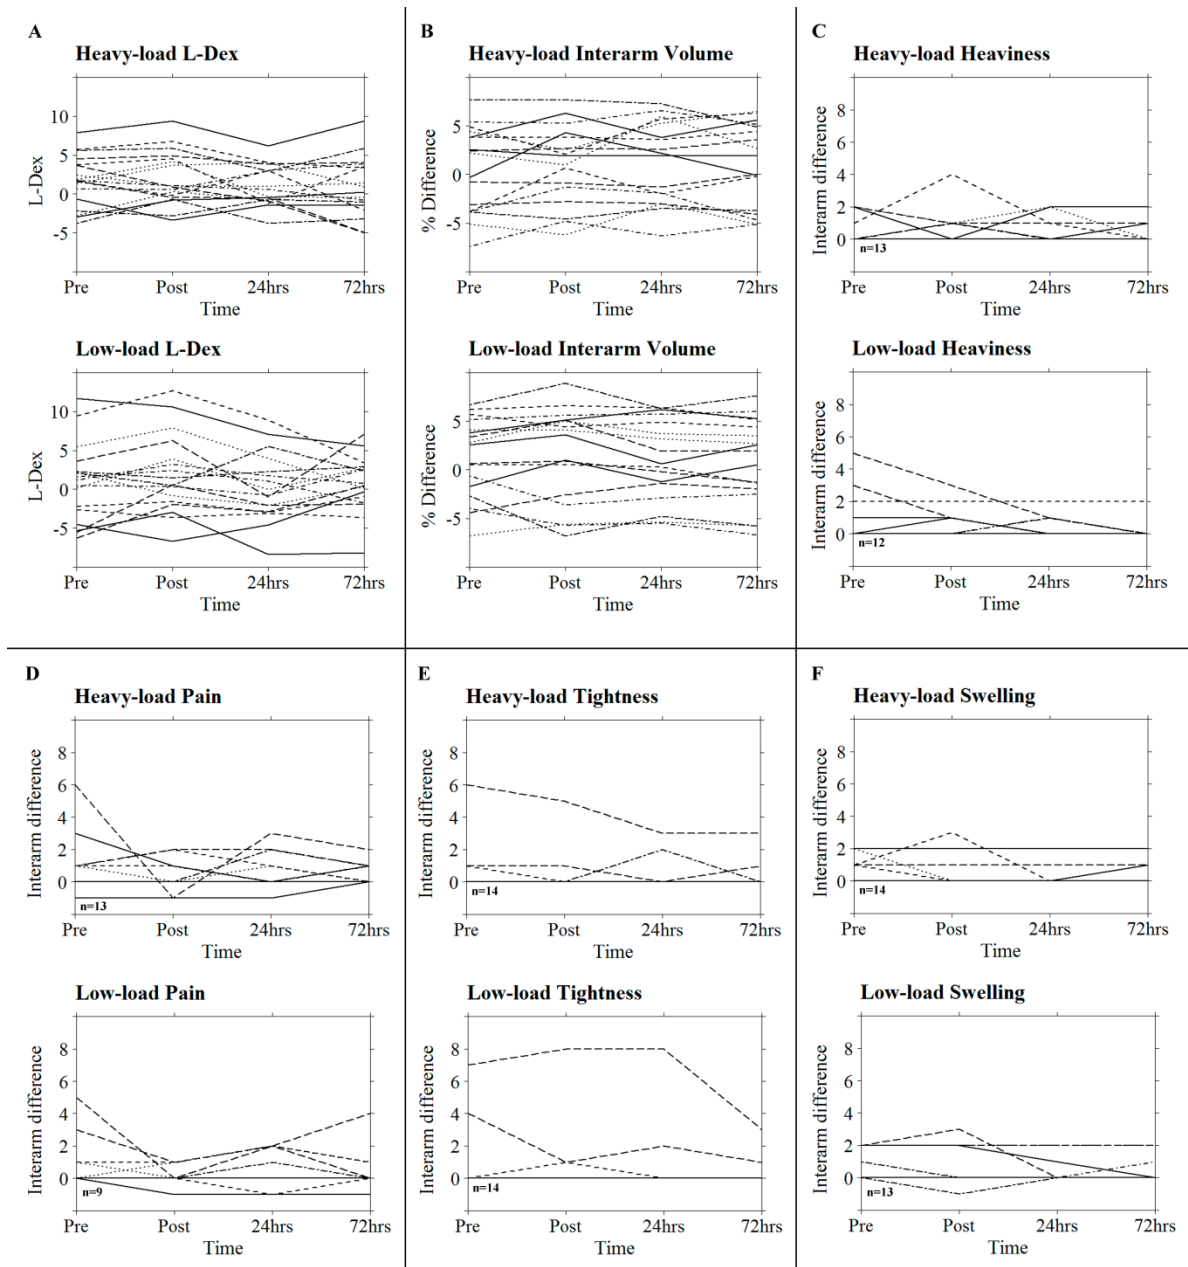 A
Heavy-load L-Dex
L-Dex
10
5
0
-5
Pre
Post
24hrs
72hrs
Time
Low-load L-Dex
L-Dex
10
5
0
-5
Pre
Post
24hrs
72hrs
Time
B
Heavy-load Interarm Volume
% Difference
5
0
-5
Pre
Post
24hrs
72hrs
Time
Low-load Interarm Volume
% Difference
5
0
-5
Pre
Post
24hrs
72hrs
Time
C
Heavy-load Heaviness
Interarm difference
8
6
4
2
0
n=13
Pre
Post
24hrs
72hrs
Time
Low-load Heaviness
Interarm difference
8
6
4
2
0
n=12
Pre
Post
24hrs
72hrs
Time
D
Heavy-load Pain
Interarm difference
8
6
4
2
0
n=13
Pre
Post
24hrs
72hrs
Time
Low-load Pain
Interarm difference
8
6
4
2
0
n=9
Pre
Post
24hrs
72hrs
Time
E
Heavy-load Tightness
Interarm difference
8
6
4
2
0
n=14
Pre
Post
24hrs
72hrs
Time
Low-load Tightness
Interarm difference
8
6
4
2
0
n=14
Pre
Post
24hrs
72hrs
Time
F
Heavy-load Swelling
Interarm difference
8
6
4
2
0
n=14
Pre
Post
24hrs
72hrs
Time
Low-load Swelling
Interarm difference
8
6
4
2
0
n=13
Pre
Post
24hrs
72hrs
Time